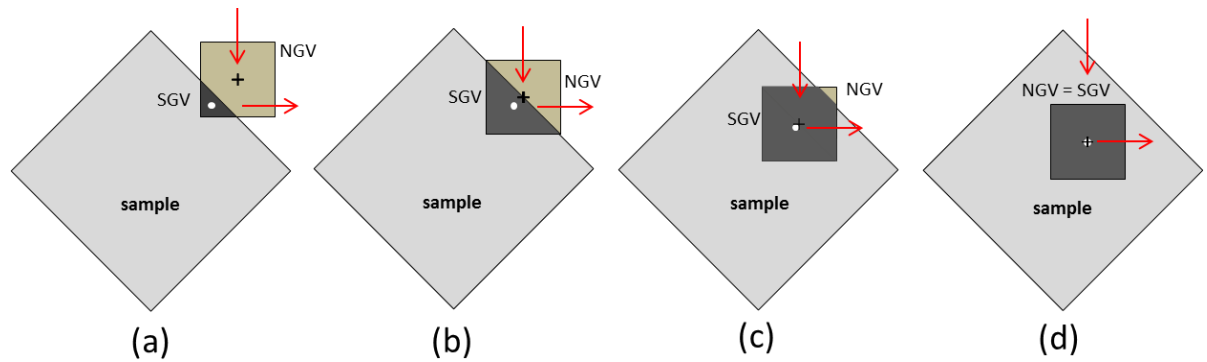 NGV
SGV
sample
(a)
NGV
SGV
sample
(b)
NGV
SGV
sample
(c)
NGV = SGV
sample
(d)